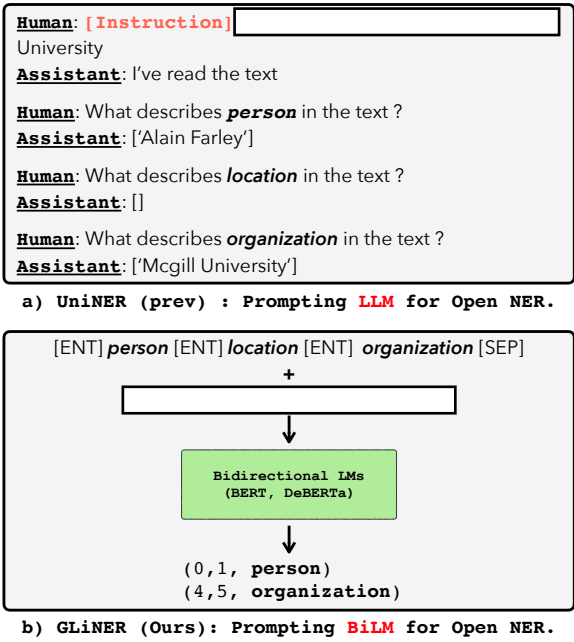 Human: [Instruction]
University
Assistant: I've read the text
Human: What describes person in the text ?
Assistant: ['Alain Farley']
Human: What describes location in the text ?
Assistant: []
Human: What describes organization in the text ?
Assistant: ['Mcgill University']
a) UniNER (prev) : Prompting LLM for Open NER.
[ENT] person [ENT] location [ENT] organization [SEP]
+
Bidirectional LMs
(BERT, DeBERTa)
(0,1, person)
(4,5, organization)
b) GLiNER (Ours): Prompting BiLM for Open NER.